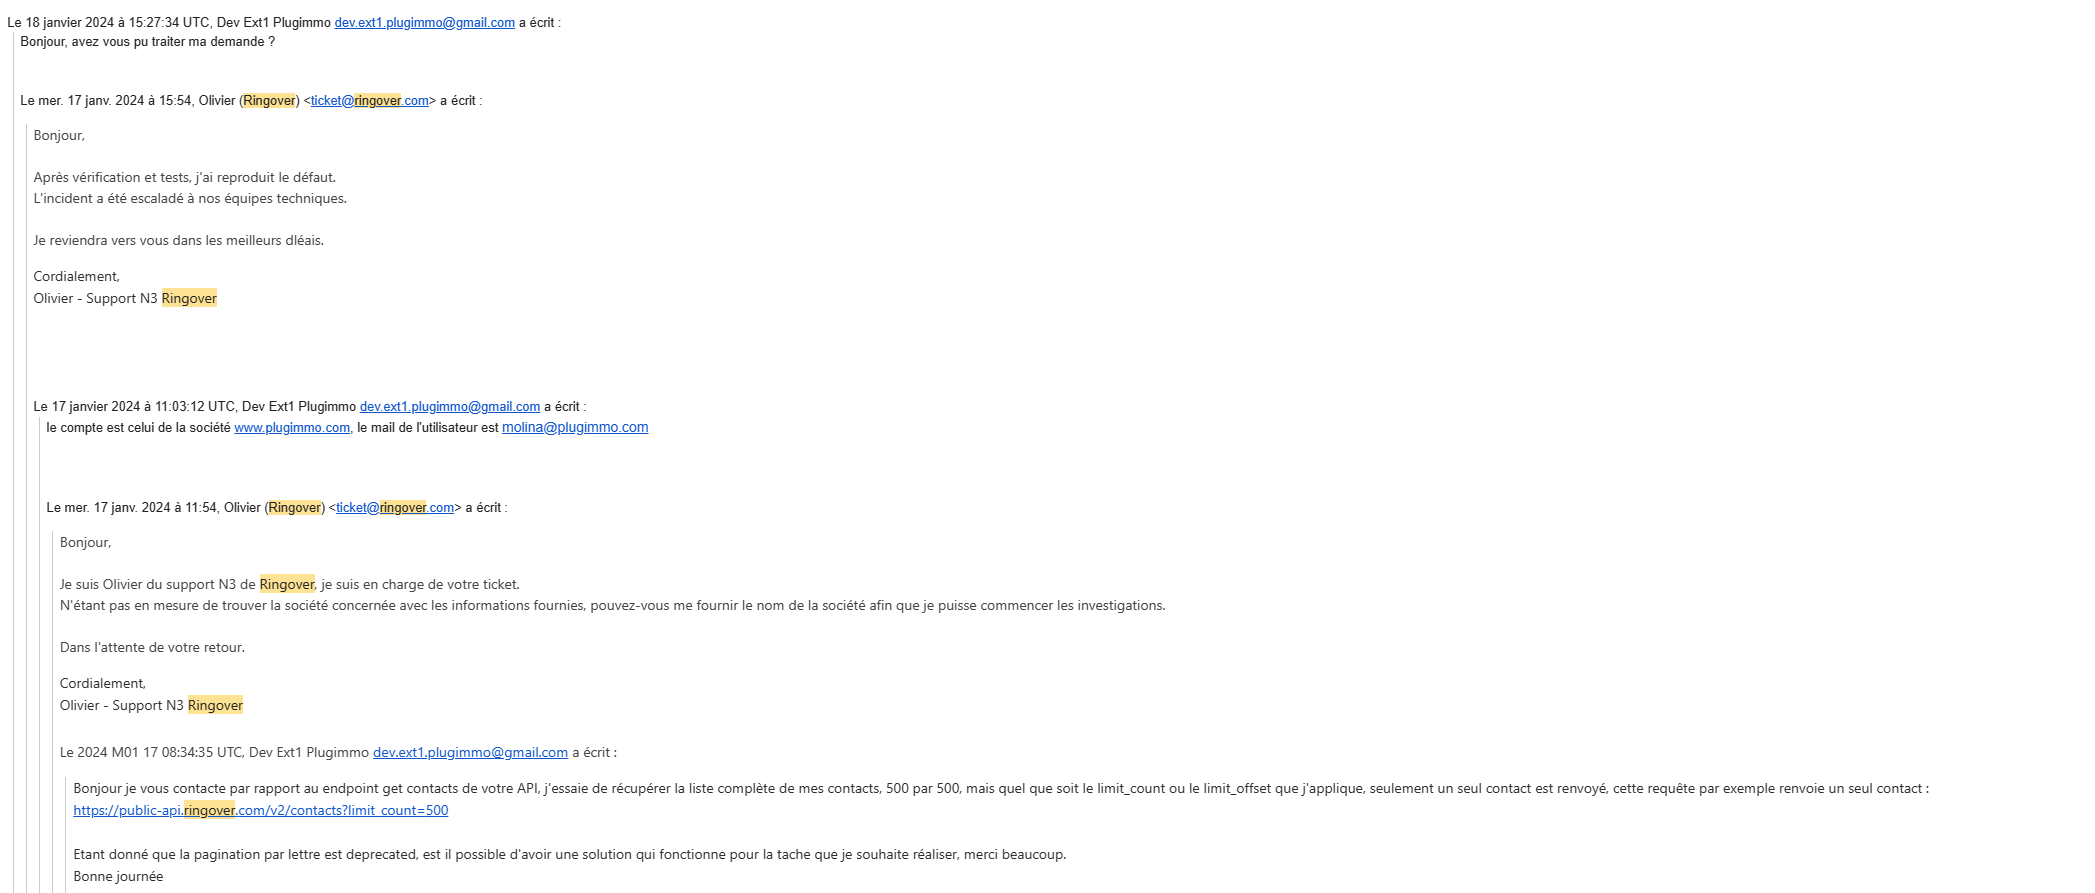 Le 18 janvier 2024 à 15:27:34 UTC, Dev Ext1 Plugimmo dev.ext1.plugimmo@gmail.com a écrit :
Bonjour, avez vous pu traiter ma demande ?
Le mer. 17 janv. 2024 à 15:54, Olivier (Ringover) <ticket@ringover.com> a écrit :
Bonjour,
Après vérification et tests, j'ai reproduit le défaut.
L'incident a été escaladé à nos équipes techniques.
Je reviendra vers vous dans les meilleurs dléais.
Cordialement,
Olivier - Support N3 Ringover
Le 17 janvier 2024 à 11:03:12 UTC, Dev Ext1 Plugimmo dev.ext1.plugimmo@gmail.com a écrit :
le compte est celui de la société www.plugimmo.com, le mail de l'utilisateur est molina@plugimmo.com
Le mer. 17 janv. 2024 à 11:54, Olivier (Ringover) <ticket@ringover.com> a écrit :
Bonjour,
Je suis Olivier du support N3 de Ringover, je suis en charge de votre ticket.
N'étant pas en mesure de trouver la société concernée avec les informations fournies, pouvez-vous me fournir le nom de la société afin que je puisse commencer les investigations.
Dans l'attente de votre retour.
Cordialement,
Olivier - Support N3 Ringover
Le 2024 M01 17 08:34:35 UTC, Dev Ext1 Plugimmo dev.ext1.plugimmo@gmail.com a écrit :
Bonjour je vous contacte par rapport au endpoint get contacts de votre API, j'essaie de récupérer la liste complète de mes contacts, 500 par 500, mais quel que soit le limit_count ou le limit_offset que j'applique, seulement un seul contact est renvoyé, cette requête par exemple renvoie un seul contact :
https://public-api.ringover.com/v2/contacts?limit_count=500
Etant donné que la pagination par lettre est deprecated, est il possible d'avoir une solution qui fonctionne pour la tache que je souhaite réaliser, merci beaucoup.
Bonne journée